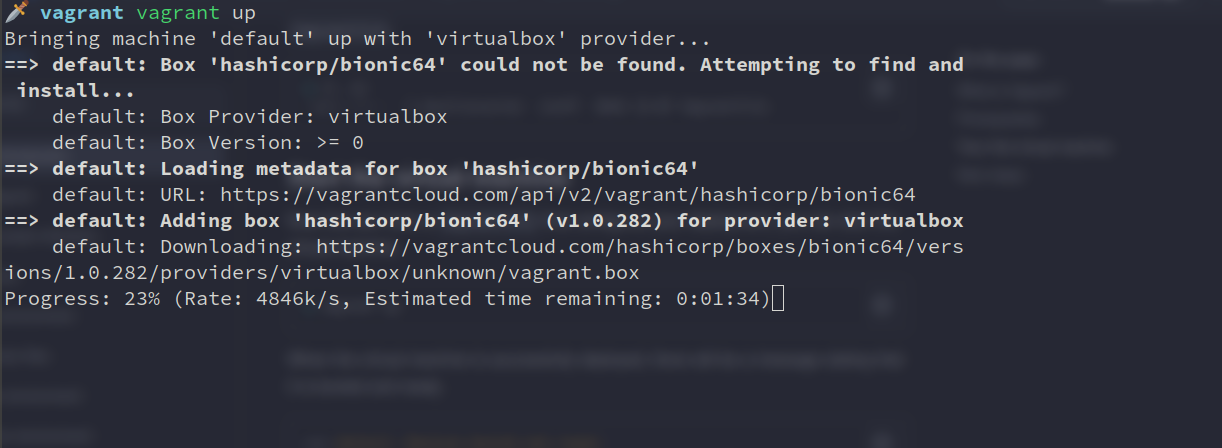 🗡️ vagrant vagrant up
Bringing machine 'default' up with 'virtualbox' provider...
==> default: Box 'hashicorp/bionic64' could not be found. Attempting to find and
 install...
    default: Box Provider: virtualbox
    default: Box Version: >= 0
==> default: Loading metadata for box 'hashicorp/bionic64'
    default: URL: https://vagrantcloud.com/api/v2/vagrant/hashicorp/bionic64
==> default: Adding box 'hashicorp/bionic64' (v1.0.282) for provider: virtualbox
    default: Downloading: https://vagrantcloud.com/hashicorp/boxes/bionic64/vers
ions/1.0.282/providers/virtualbox/unknown/vagrant.box
Progress: 23% (Rate: 4846k/s, Estimated time remaining: 0:01:34)